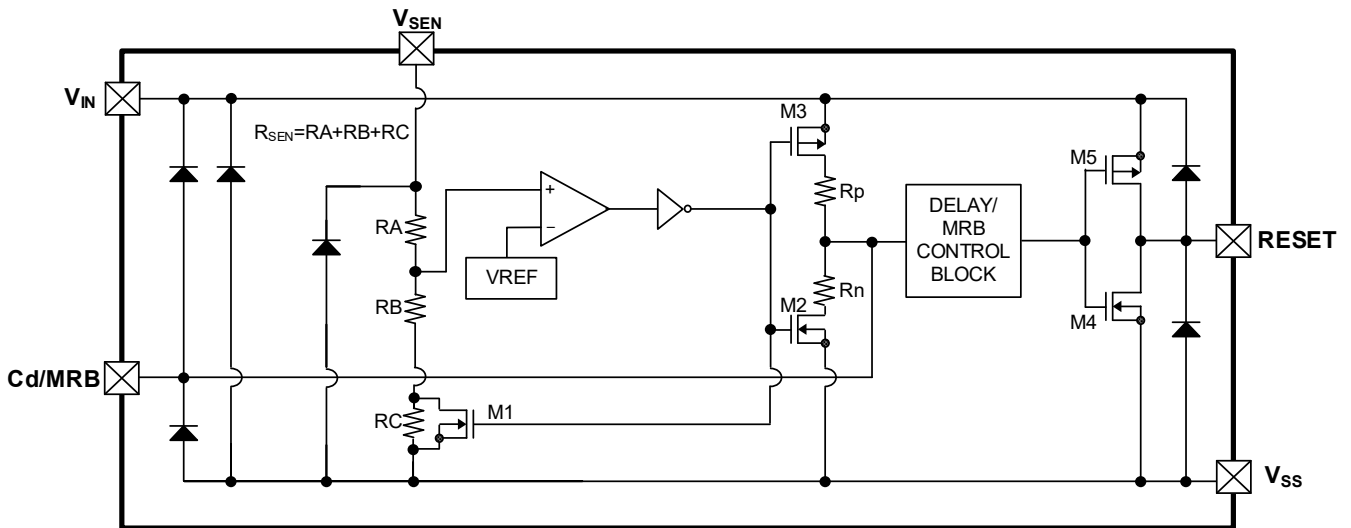 VSEN
VIN
M3
RSEN=RA+RB+RC
M5
Rp
DELAY/
MRB
CONTROL
BLOCK
RA
RESET
VREF
Rn
RB
M2
M4
Cd/MRB
RC
M1
VSS
+
−